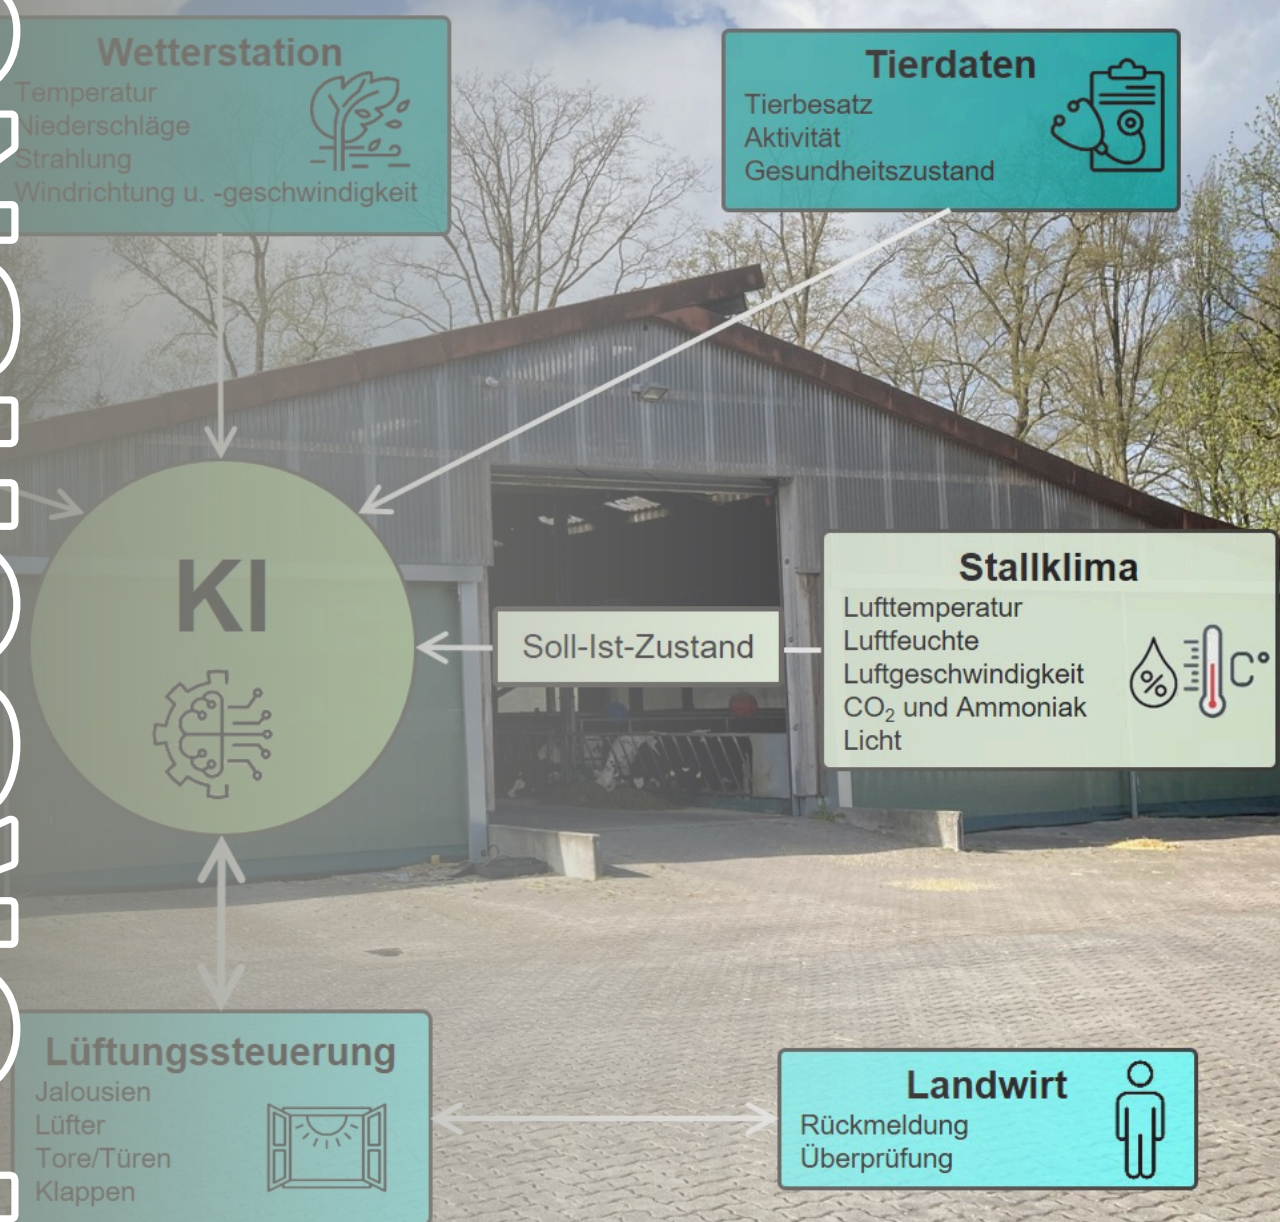 Wetterstation
Temperatur
Niederschläge
Strahlung
Windrichtung u. -geschwindigkeit
Tierdaten
Tierbesatz
Aktivität
Gesundheitszustand
KI
Soll-Ist-Zustand
Stallklima
Lufttemperatur
Luftfeuchte
Luftgeschwindigkeit
CO₂ und Ammoniak
Licht
%
C°
Lüftungssteuerung
Jalousien
Lüfter
Tore/Türen
Klappen
Landwirt
Rückmeldung
Überprüfung